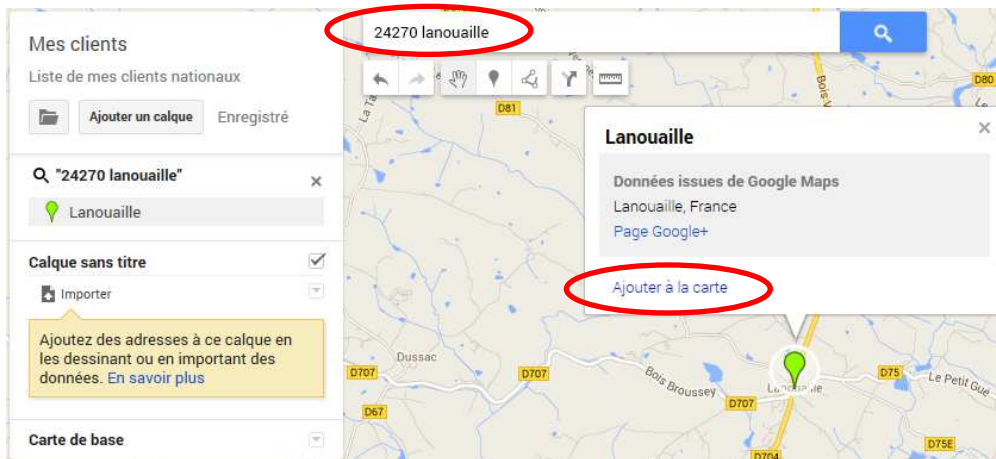 Mes clients
Liste de mes clients nationaux
Ajouter un calque Enregistré
"24270 lanouaille"
Lanouaille
Calque sans titre
Importer
Ajoutez des adresses à ce calque en
les dessinant ou en important des
données. En savoir plus
Carte de base
24270 lanouaille
D80
D81
Lanouaille
Données issues de Google Maps
Lanouaille, France
Page Google+
Ajouter à la carte
Dussac
D707
D707
Bois Broussey
Lanouaille
D75
Le Petit Gué
D67
D707
D75E
D704